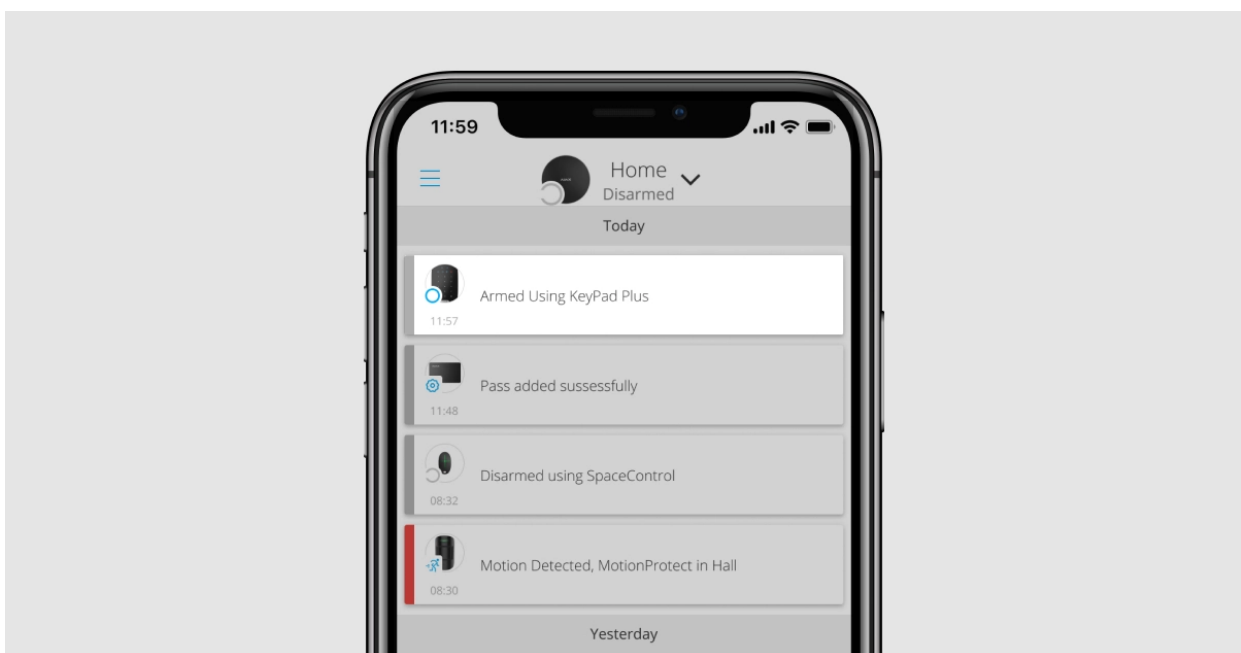 11:59
Home
Disarmed
Today
Armed Using KeyPad Plus
11:57
Pass added sussessfully
11:48
Disarmed using SpaceControl
08:32
Motion Detected, MotionProtect in Hall
08:30
Yesterday